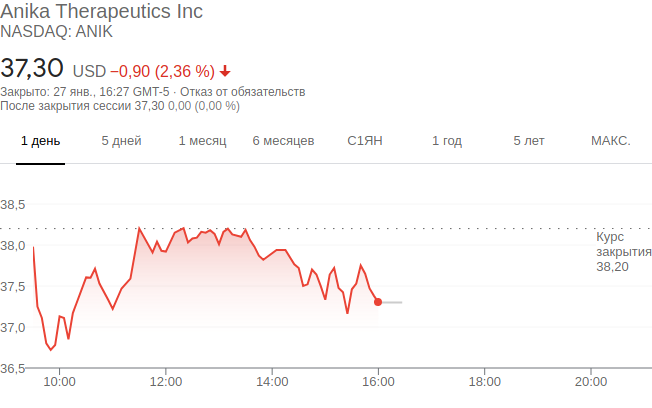 Anika Therapeutics Inc
NASDAQ: ANIK
37,30 USD −0,90 (2,36 %)
Закрыто: 27 янв., 16:27 GMT-5 · Отказ от обязательств
После закрытия сессии 37,30 0,00 (0,00 %)
1 день 5 дней 1 месяц 6 месяцев С1ЯН 1 год 5 лет МАКС.
38,5
38,0
37,5
37,0
36,5
Курс
закрытия
38,20
10:00 12:00 14:00 16:00 18:00 20:00